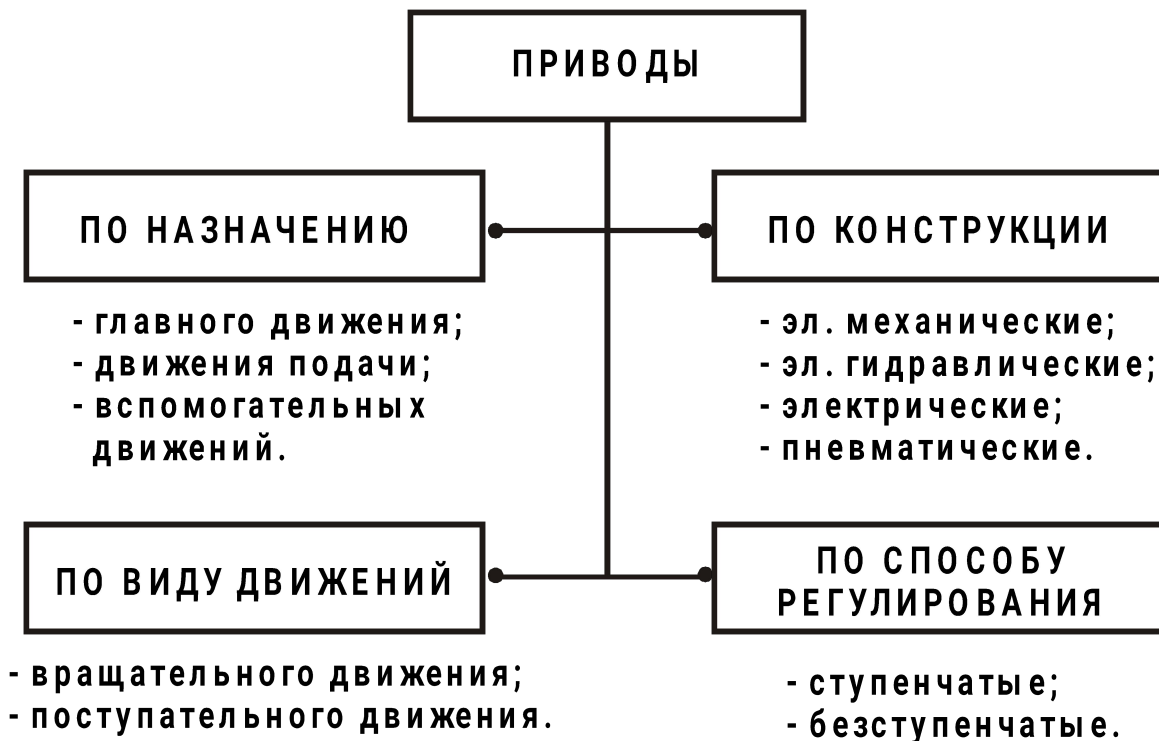 ПРИВОДЫ
ПО НАЗНАЧЕНИЮ
- главного движения;
- движения подачи;
- вспомогательных
движений.
ПО КОНСТРУКЦИИ
- эл. механические;
- эл. гидравлические;
- электрические;
- пневматические.
ПО ВИДУ ДВИЖЕНИЙ
- вращательного движения;
- поступательного движения.
ПО СПОСОБУ
РЕГУЛИРОВАНИЯ
- ступенчатые;
- безступенчатые.